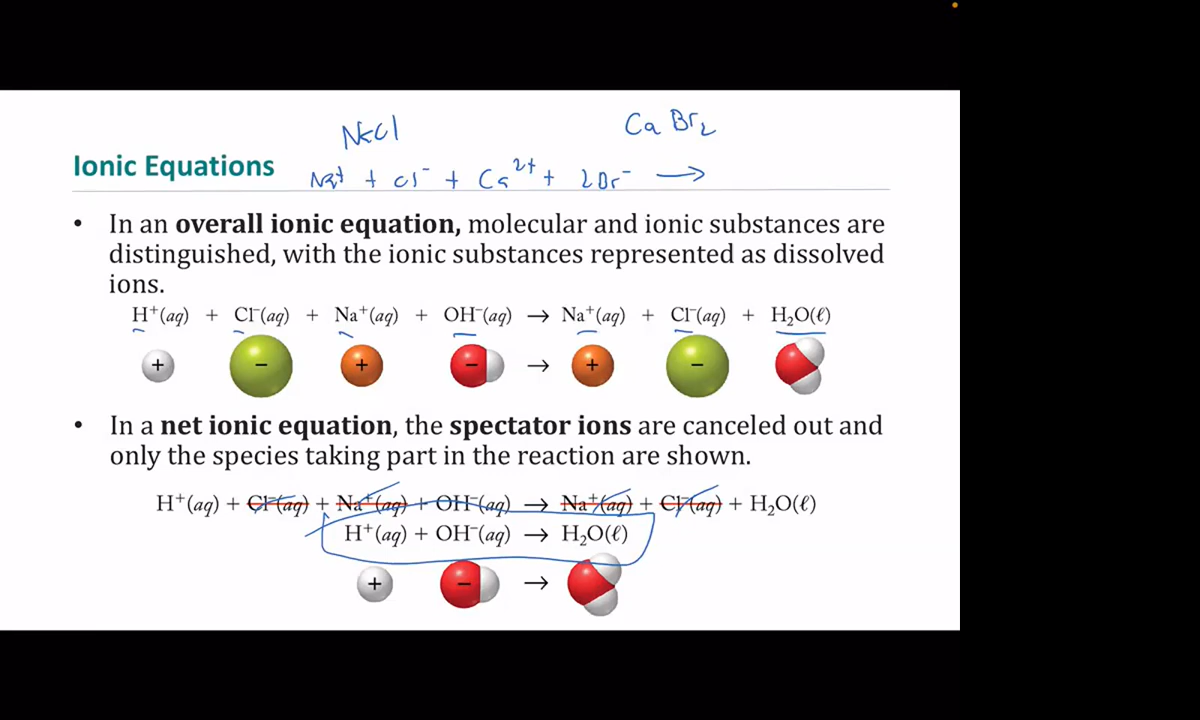 NaCl CaBr₂
Ionic Equations
Na⁺ + Cl⁻ + Ca²⁺ + 2Br⁻ →
• In an overall ionic equation, molecular and ionic substances are
distinguished, with the ionic substances represented as dissolved
ions.
H⁺(aq) + Cl⁻(aq) + Na⁺(aq) + OH⁻(aq) → Na⁺(aq) + Cl⁻(aq) + H₂O(ℓ)
+ − + − → + −
• In a net ionic equation, the spectator ions are canceled out and
only the species taking part in the reaction are shown.
H⁺(aq) + Cl⁻(aq) + Na⁺(aq) + OH⁻(aq) → Na⁺(aq) + Cl⁻(aq) + H₂O(ℓ)
H⁺(aq) + OH⁻(aq) → H₂O(ℓ)
+ − →